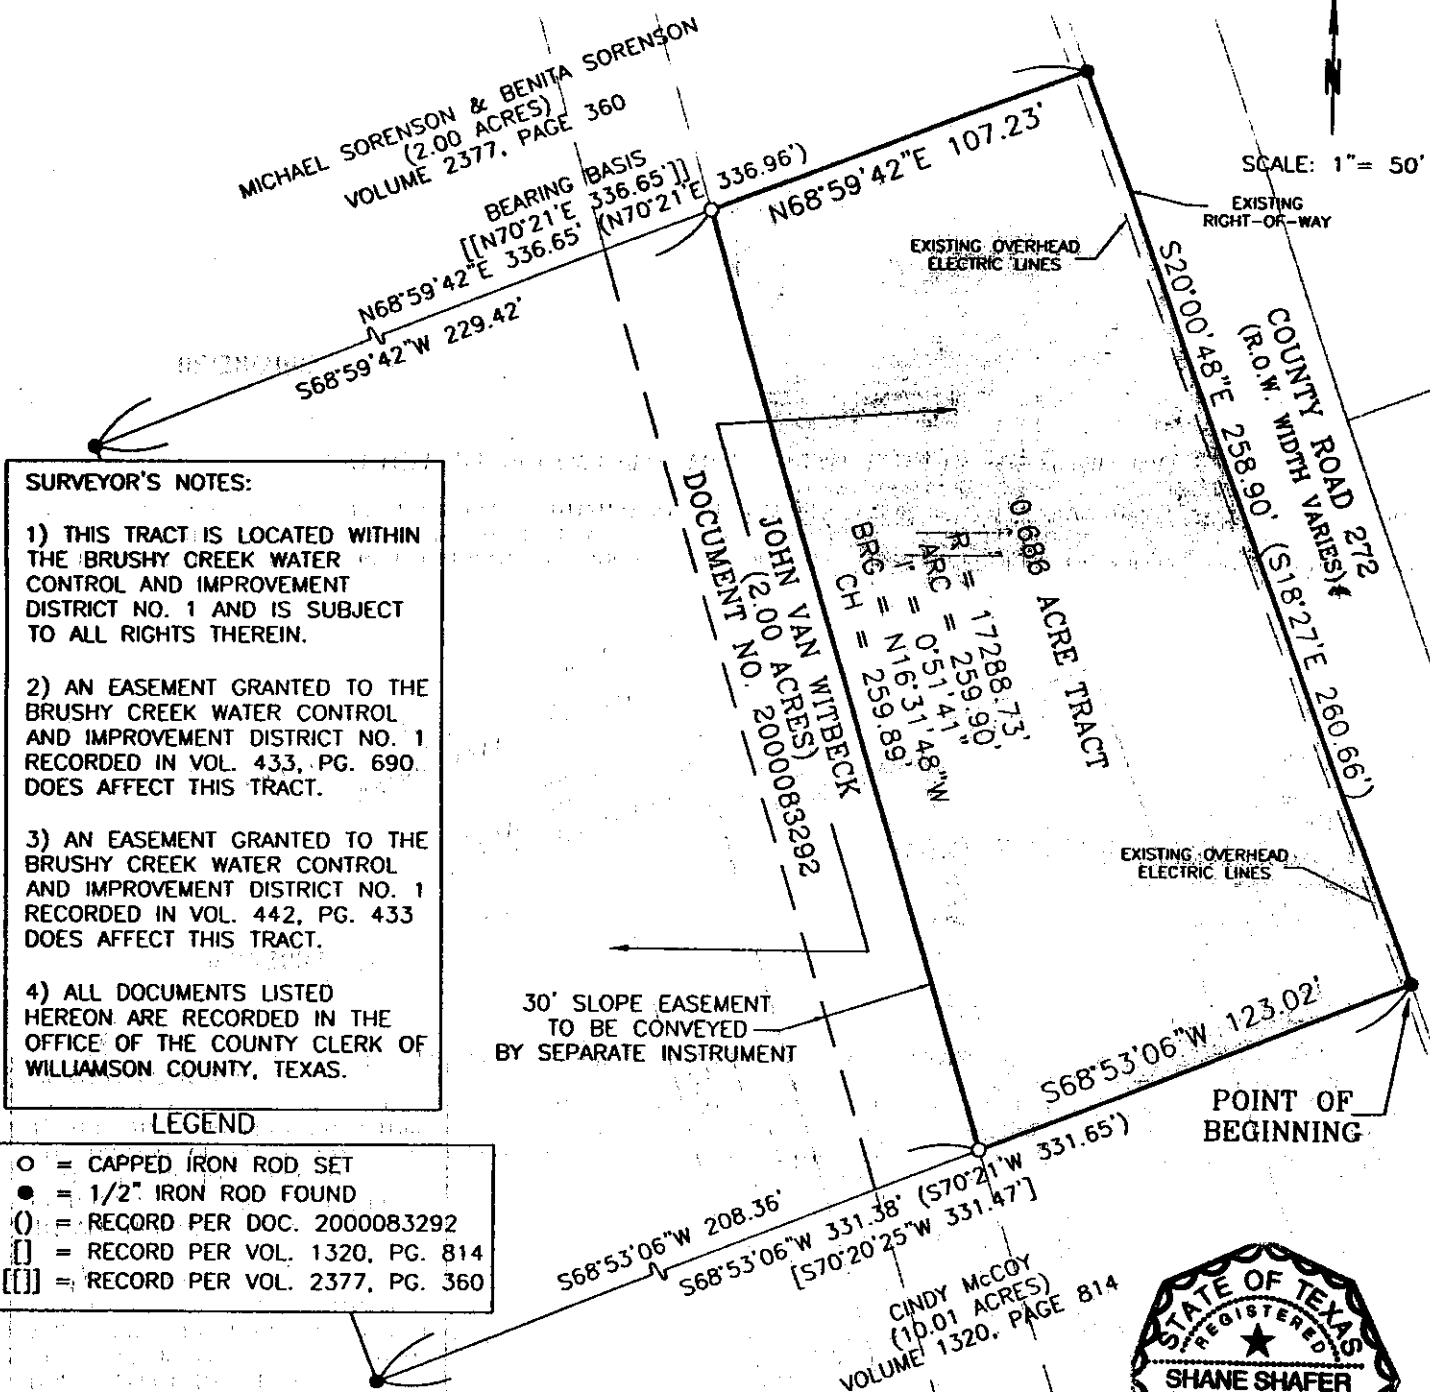 MICHAEL SORENSON & BENITA SORENSON
(2.00 ACRES)
VOLUME 2377, PAGE 360
BEARING BASIS
[[N70°21'E 336.65']]
N68°59'42"E 336.65' (N70°21'E 336.96')
S68°59'42"W 229.42'
N68°59'42"E 107.23'
N
SCALE: 1"= 50'
EXISTING
RIGHT-OF-WAY
EXISTING OVERHEAD
ELECTRIC LINES
S20°00'48"E 258.90' (S18°27'E 260.66')
COUNTY ROAD 272
(R.O.W. WIDTH VARIES)
0.686 ACRE TRACT
R = 17288.73'
ARC = 259.90'
= 0°51'41"
BRG = N16°31'48"W
CH = 259.89'
JOHN VAN WITBECK
(2.00 ACRES)
DOCUMENT NO. 2000083292
SURVEYOR'S NOTES:
1) THIS TRACT IS LOCATED WITHIN
THE BRUSHY CREEK WATER
CONTROL AND IMPROVEMENT
DISTRICT NO. 1 AND IS SUBJECT
TO ALL RIGHTS THEREIN.
2) AN EASEMENT GRANTED TO THE
BRUSHY CREEK WATER CONTROL
AND IMPROVEMENT DISTRICT NO. 1
RECORDED IN VOL. 433, PG. 690
DOES AFFECT THIS TRACT.
3) AN EASEMENT GRANTED TO THE
BRUSHY CREEK WATER CONTROL
AND IMPROVEMENT DISTRICT NO. 1
RECORDED IN VOL. 442, PG. 433
DOES AFFECT THIS TRACT.
4) ALL DOCUMENTS LISTED
HEREON ARE RECORDED IN THE
OFFICE OF THE COUNTY CLERK OF
WILLIAMSON COUNTY, TEXAS.
EXISTING OVERHEAD
ELECTRIC LINES
30' SLOPE EASEMENT
TO BE CONVEYED
BY SEPARATE INSTRUMENT
S68°53'06"W 123.02'
POINT OF
BEGINNING
LEGEND
O = CAPPED IRON ROD SET
● = 1/2" IRON ROD FOUND
() = RECORD PER DOC. 2000083292
[] = RECORD PER VOL. 1320, PG. 814
[[]] = RECORD PER VOL. 2377, PG. 360
S68°53'06"W 208.36'
S68°53'06"W 331.38' (S70°21'W 331.65')
[S70°20'25"W 331.47']
CINDY McCOY
(10.01 ACRES)
VOLUME 1320, PAGE 814
STATE OF TEXAS
REGISTERED
SHANE SHAFER